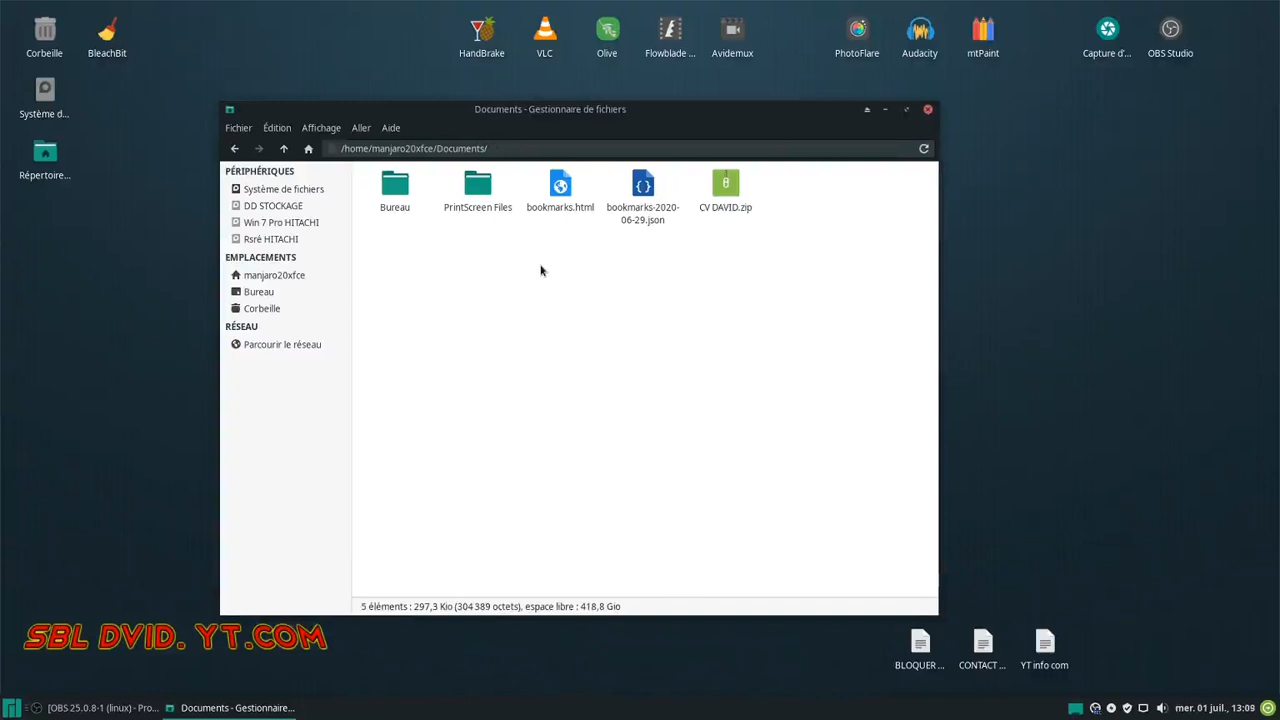 Corbeille
BleachBit
HandBrake
VLC
Olive
Flowblade ...
Avidemux
PhotoFlare
Audacity
mtPaint
Capture d'...
OBS Studio
Système d...
Répertoire...
Documents - Gestionnaire de fichiers
Fichier Édition Affichage Aller Aide
/home/manjaro20xfce/Documents/
PÉRIPHÉRIQUES
Système de fichiers
DD STOCKAGE
Win 7 Pro HITACHI
Rsré HITACHI
EMPLACEMENTS
manjaro20xfce
Bureau
Corbeille
RÉSEAU
Parcourir le réseau
Bureau
PrintScreen Files
bookmarks.html
bookmarks-2020-
06-29.json
CV DAVID.zip
5 éléments : 297,3 Kio (304 389 octets), espace libre : 418,8 Gio
SBL DVID. YT.COM
BLOQUER ...
CONTACT ...
YT info com
[OBS 25.0.8-1 (linux) - Pro...
Documents - Gestionnaire...
mer. 01 juil., 13:09